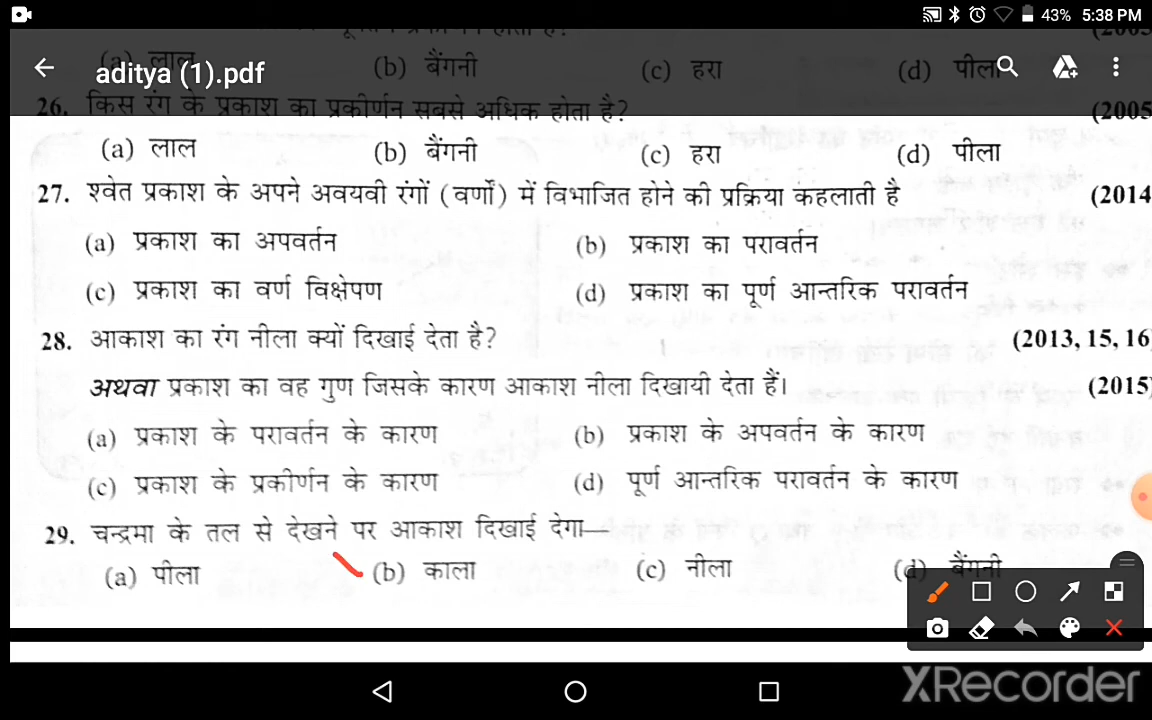 43% 5:38 PM
aditya (1).pdf
(a) लाल (b) बैंगनी (c) हरा (d) पीला
26. किस रंग के प्रकाश का प्रकीर्णन सबसे अधिक होता है? (2005
(a) लाल (b) बैंगनी (c) हरा (d) पीला
27. श्वेत प्रकाश के अपने अवयवी रंगों (वर्णों) में विभाजित होने की प्रक्रिया कहलाती है (2014
(a) प्रकाश का अपवर्तन (b) प्रकाश का परावर्तन
(c) प्रकाश का वर्ण विक्षेपण (d) प्रकाश का पूर्ण आन्तरिक परावर्तन
28. आकाश का रंग नीला क्यों दिखाई देता है? (2013, 15, 16
अथवा प्रकाश का वह गुण जिसके कारण आकाश नीला दिखायी देता हैं। (2015)
(a) प्रकाश के परावर्तन के कारण (b) प्रकाश के अपवर्तन के कारण
(c) प्रकाश के प्रकीर्णन के कारण (d) पूर्ण आन्तरिक परावर्तन के कारण
29. चन्द्रमा के तल से देखने पर आकाश दिखाई देगा—
(a) पीला (b) काला (c) नीला (d) बैंगनी
XRecorder